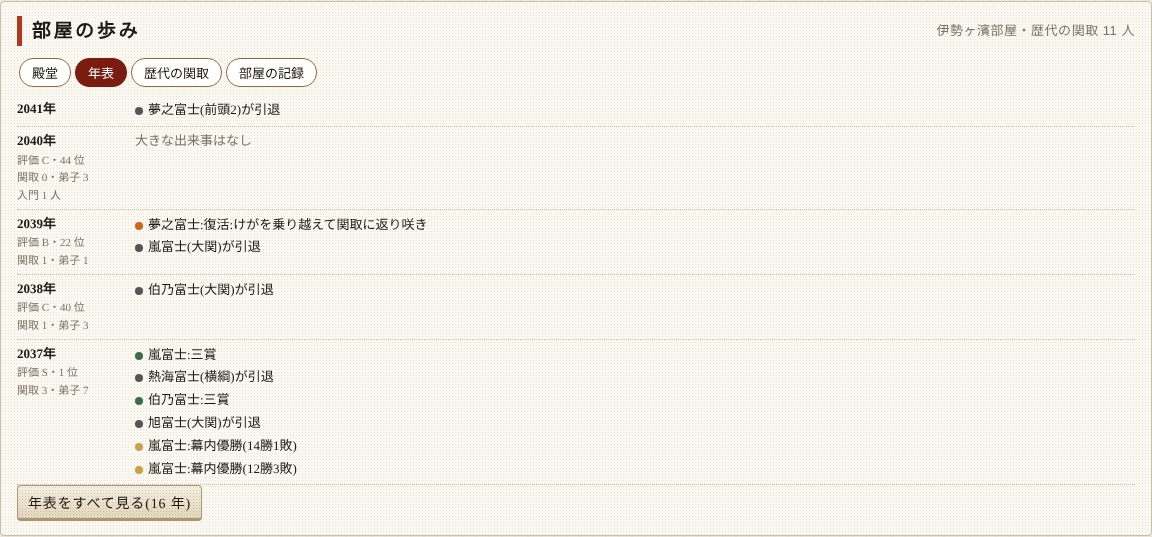 部屋の歩み
伊勢ヶ濱部屋・歴代の関取 11 人
殿堂
年表
歴代の関取
部屋の記録
2041年
夢之富士(前頭2)が引退
2040年
大きな出来事はなし
評価 C・44 位
関取 0・弟子 3
入門 1 人
2039年
夢之富士:復活:けがを乗り越えて関取に返り咲き
評価 B・22 位
嵐富士(大関)が引退
関取 1・弟子 1
2038年
伯乃富士(大関)が引退
評価 C・40 位
関取 1・弟子 3
2037年
嵐富士:三賞
評価 S・1 位
熱海富士(横綱)が引退
関取 3・弟子 7
伯乃富士:三賞
旭富士(大関)が引退
嵐富士:幕内優勝(14勝1敗)
嵐富士:幕内優勝(12勝3敗)
年表をすべて見る(16 年)